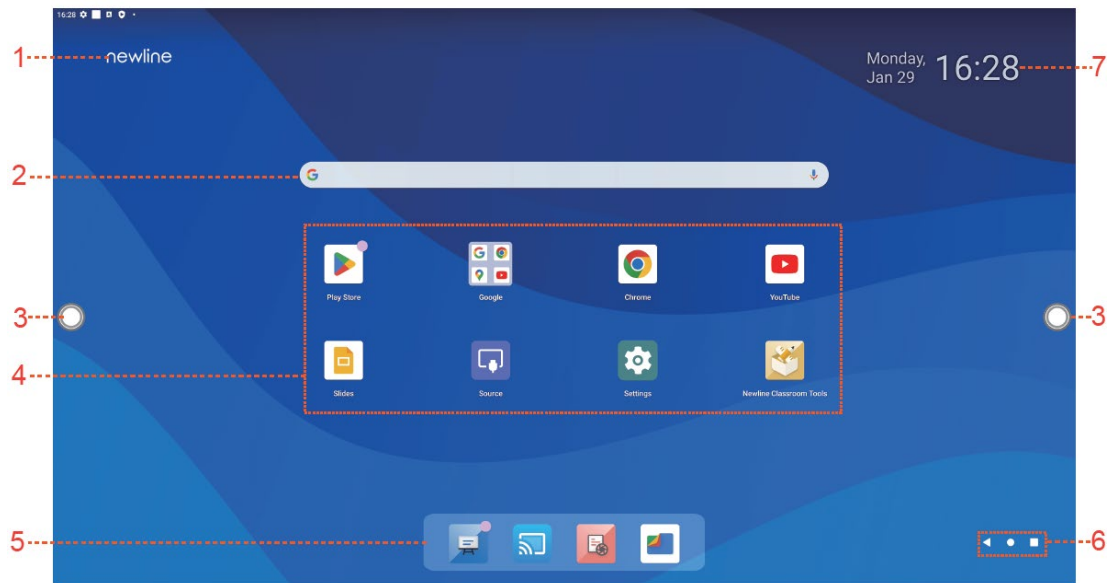 16:28
1 newline
Monday, 16:28 7
Jan 29
2
Play Store Google Chrome YouTube
3 3
4
Slides Source Settings Newline Classroom Tools
5 6